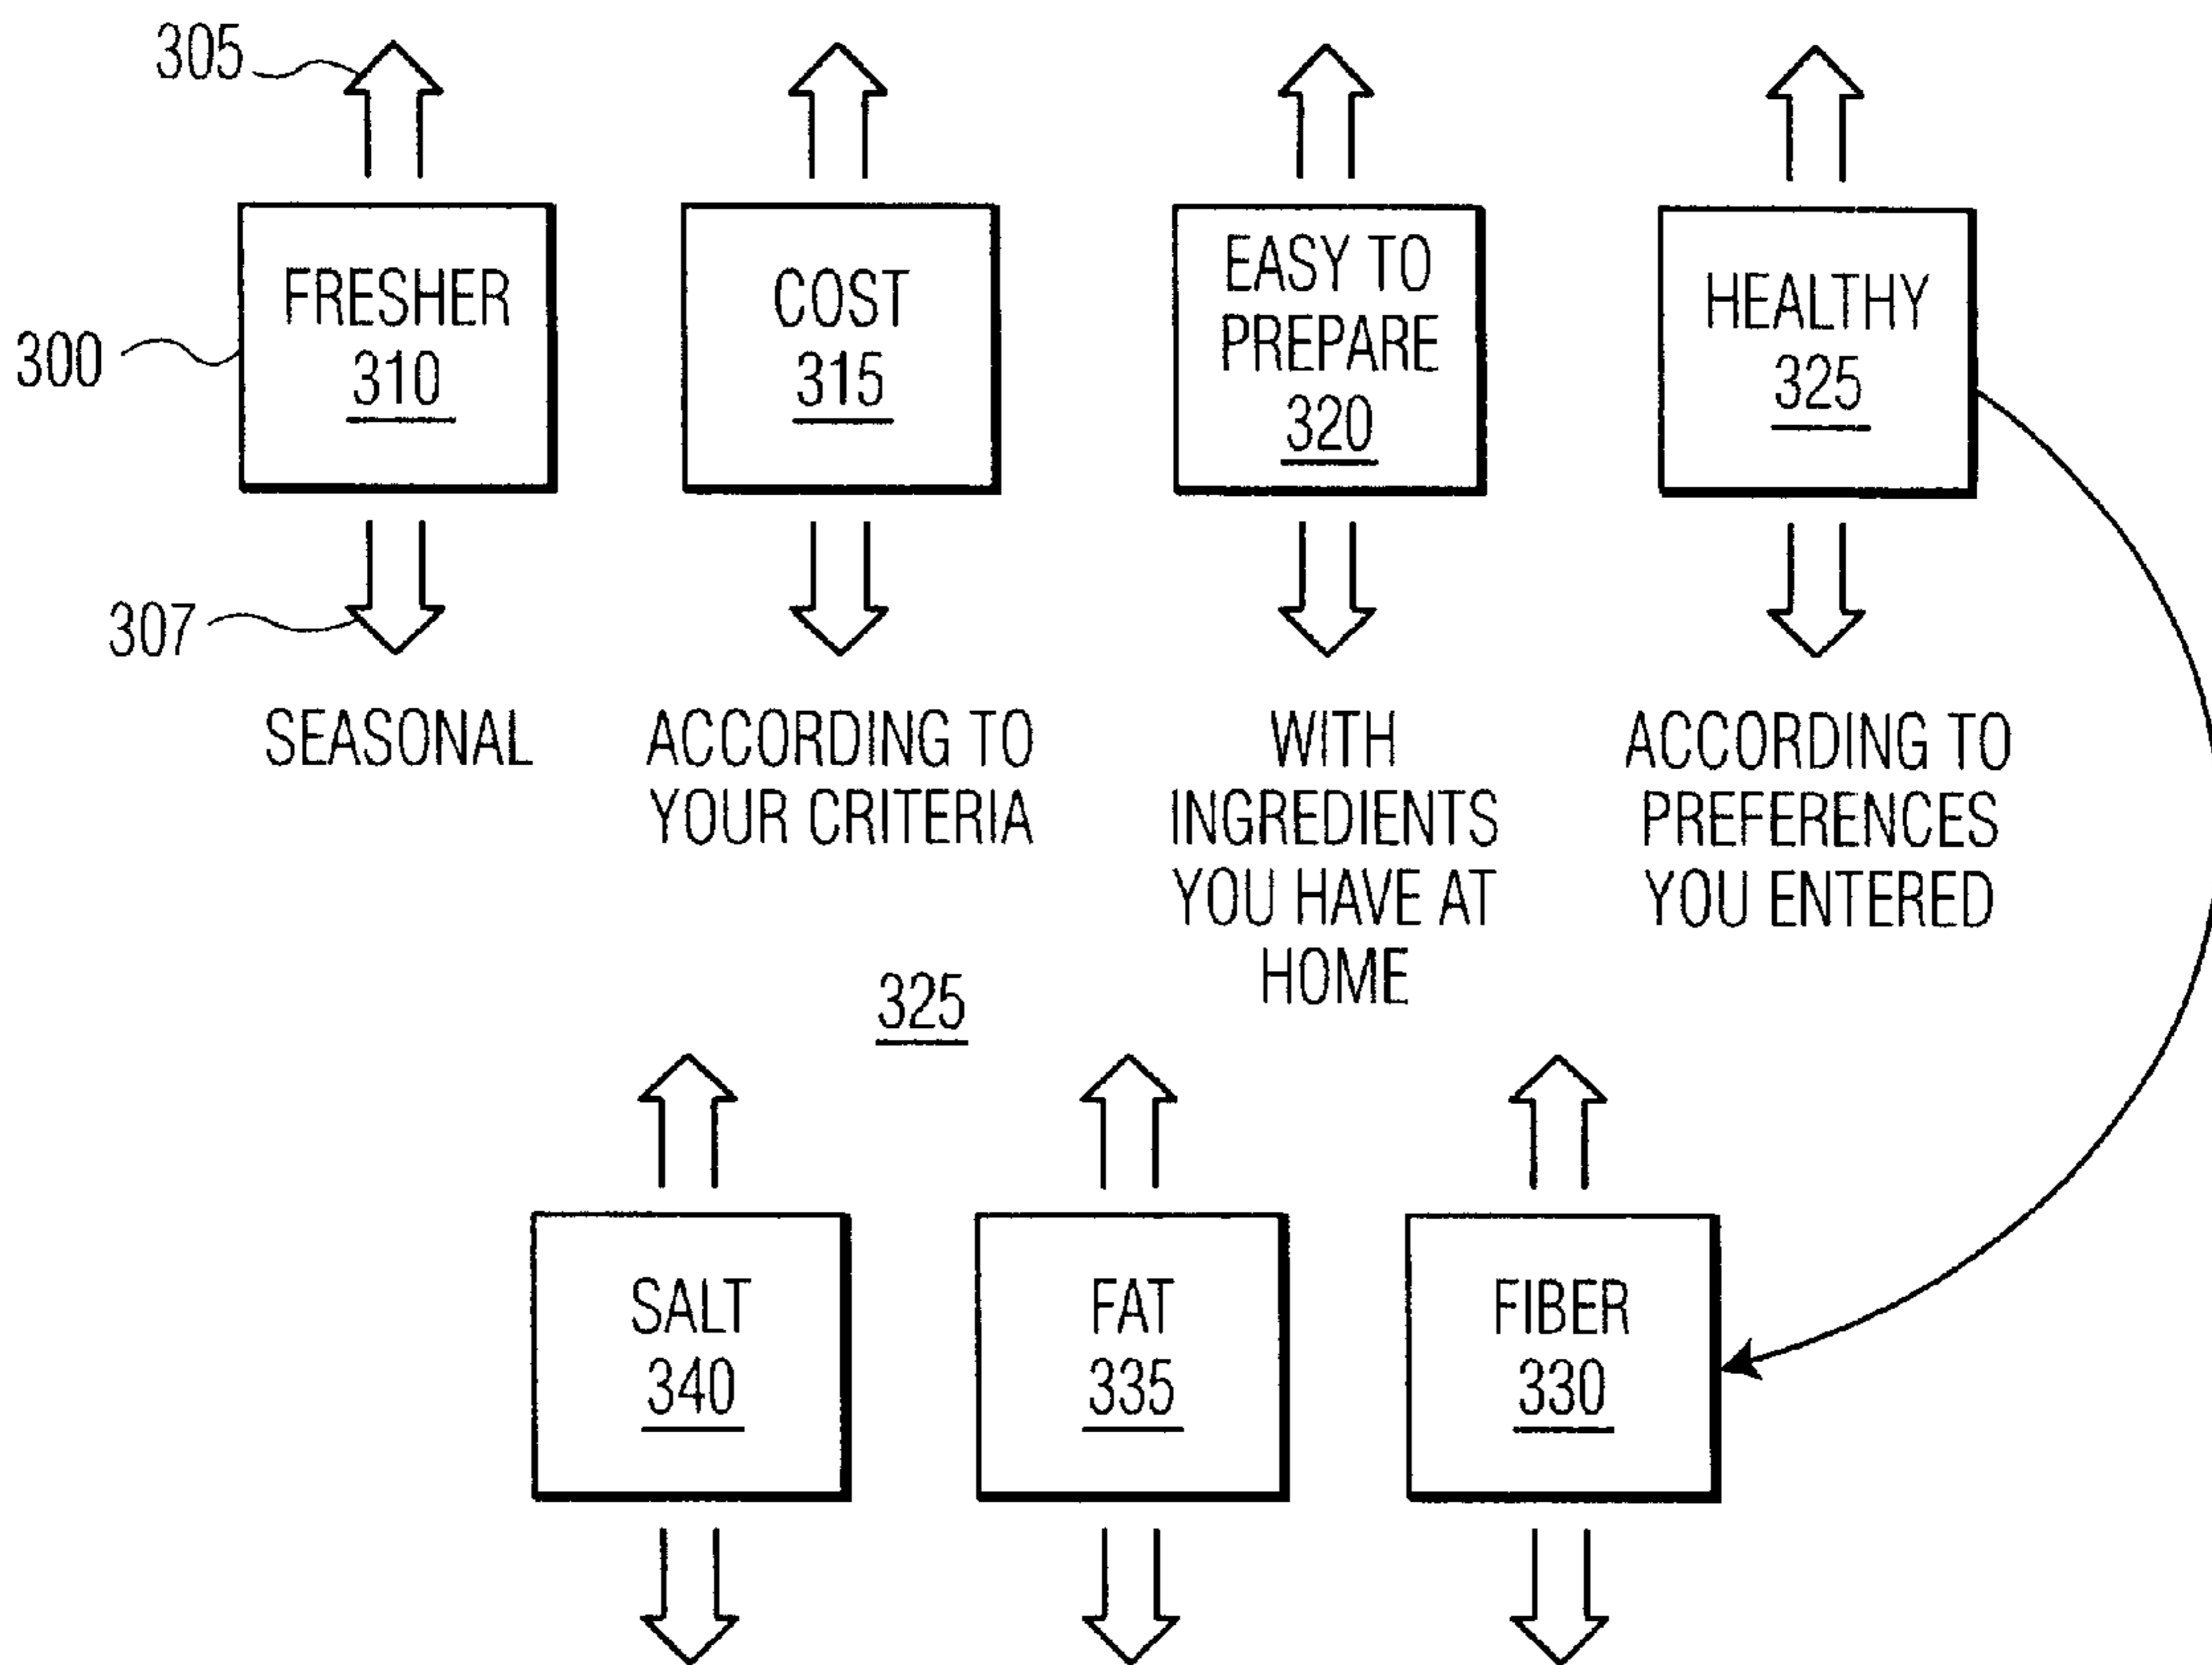 305
300
FRESHER
310
COST
315
EASY TO
PREPARE
320
HEALTHY
325
307
SEASONAL
ACCORDING TO
YOUR CRITERIA
WITH
INGREDIENTS
YOU HAVE AT
HOME
ACCORDING TO
PREFERENCES
YOU ENTERED
325
SALT
340
FAT
335
FIBER
330